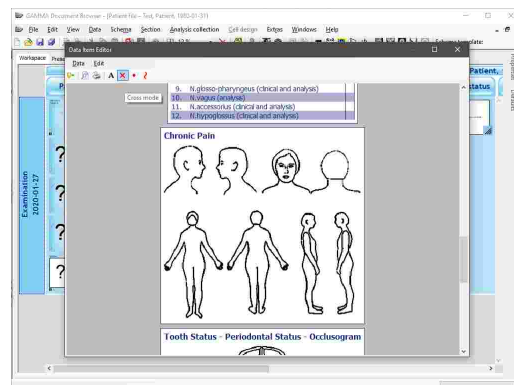 GAMMA Document Browser - [Patient file - Test, Patient, 1980-01-31]
File Edit View Data Schema Section Analysis collection Cell design Extras Windows Help
Data Item Editor
Data Edit
Workspace
Cross mode
9. N.glosso-pharyngeus (clinical and analysis)
10. N.vagus (analysis)
11. N.accessorius (clinical and analysis)
12. N.hypoglossus (clinical and analysis)
Patient,
status
Examination
2020-01-27
Chronic Pain
Tooth Status - Periodontal Status - Occlusogram